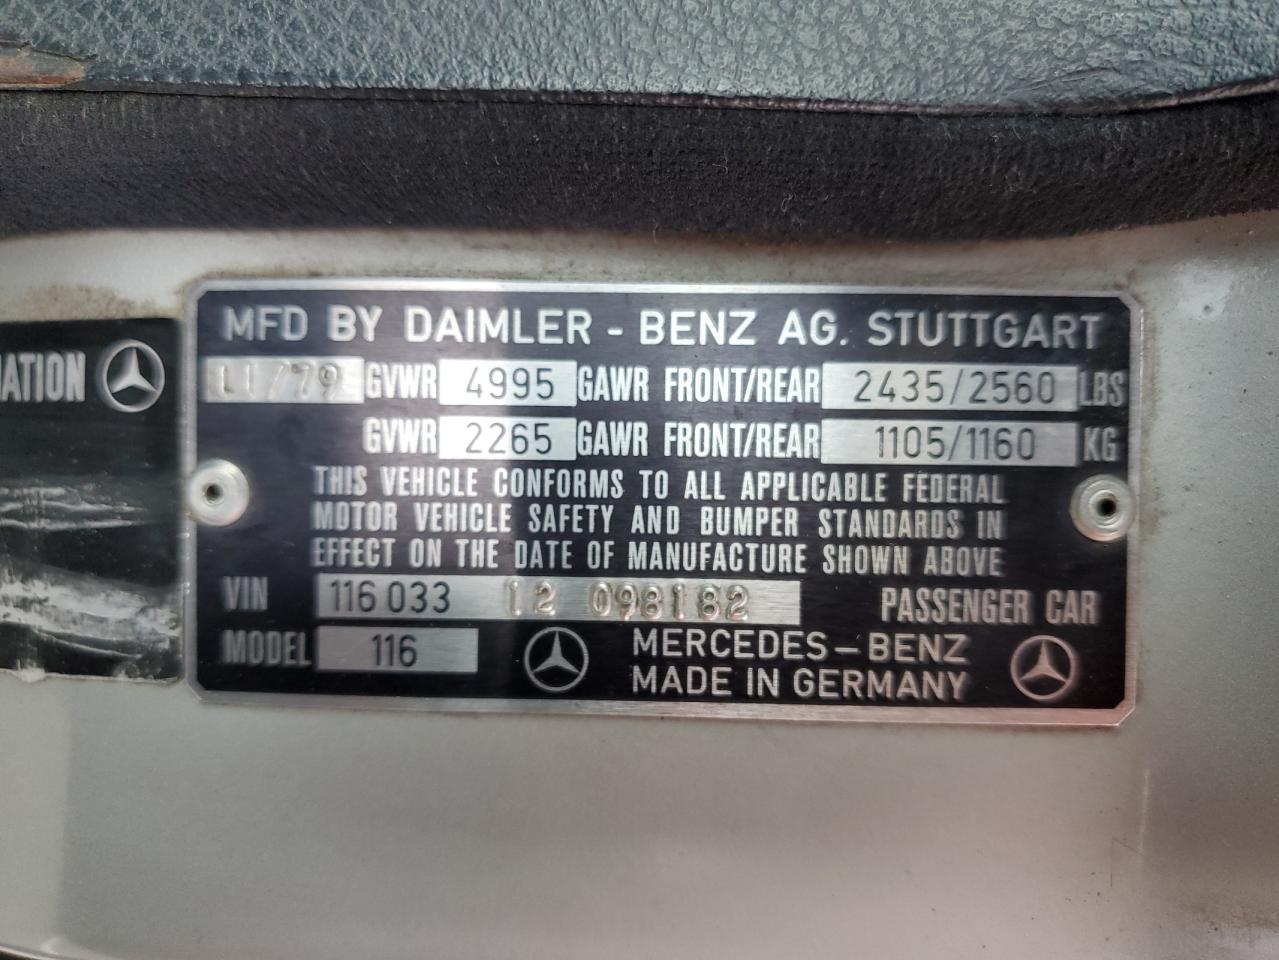 MFD BY DAIMLER - BENZ AG. STUTTGART
11/79 GVWR 4995 GAWR FRONT/REAR 2435/2560 LBS
GVWR 2265 GAWR FRONT/REAR 1105/1160 KG
THIS VEHICLE CONFORMS TO ALL APPLICABLE FEDERAL
MOTOR VEHICLE SAFETY AND BUMPER STANDARDS IN
EFFECT ON THE DATE OF MANUFACTURE SHOWN ABOVE
VIN 116 033 12 098182 PASSENGER CAR
MODEL 116 MERCEDES-BENZ
MADE IN GERMANY